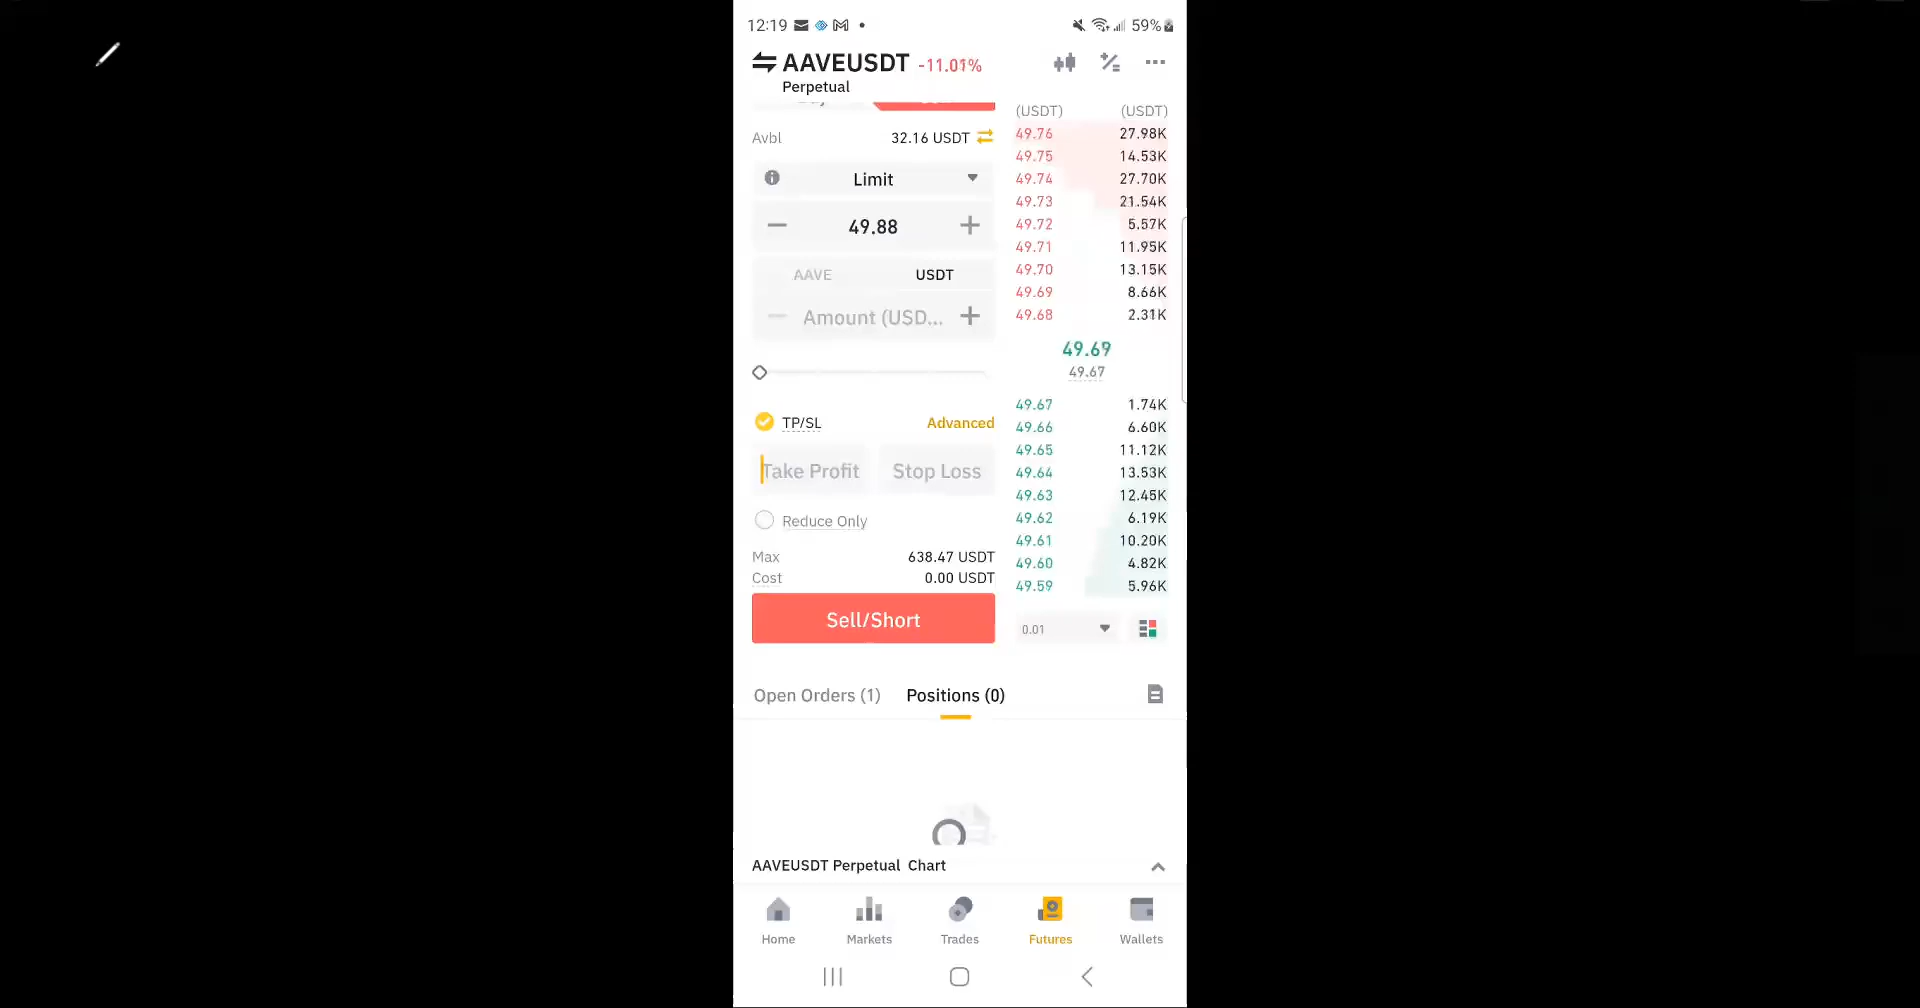 12:19 59%
AAVEUSDT -11.01%
Perpetual
Avbl 32.16 USDT
Limit
49.88
AAVE USDT
Amount (USD...
TP/SL Advanced
Take Profit Stop Loss
Reduce Only
Max 638.47 USDT
Cost 0.00 USDT
Sell/Short
(USDT) (USDT)
49.76 27.98K
49.75 14.53K
49.74 27.70K
49.73 21.54K
49.72 5.57K
49.71 11.95K
49.70 13.15K
49.69 8.66K
49.68 2.31K
49.69
49.67
49.67 1.74K
49.66 6.60K
49.65 11.12K
49.64 13.53K
49.63 12.45K
49.62 6.19K
49.61 10.20K
49.60 4.82K
49.59 5.96K
0.01
Open Orders (1) Positions (0)
AAVEUSDT Perpetual Chart
Home Markets Trades Futures Wallets